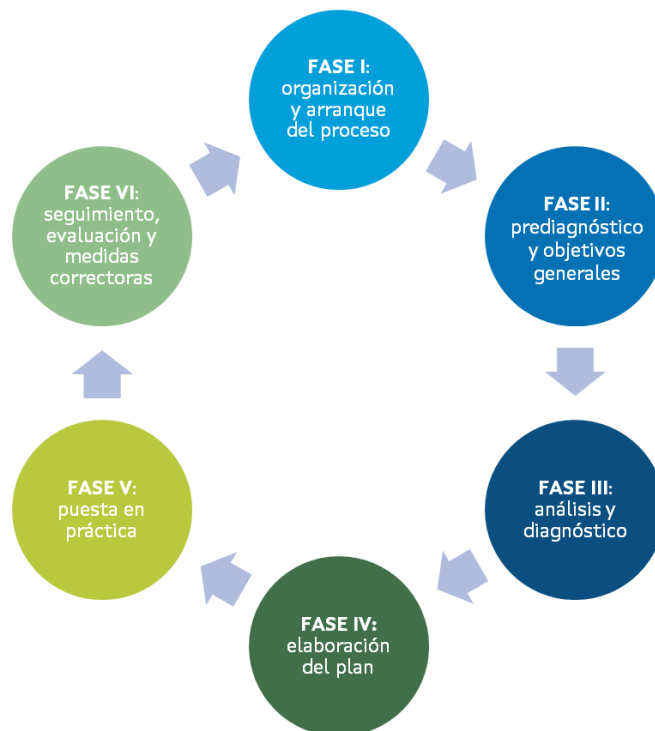 FASE I:
organización
y arranque
del proceso
FASE II:
prediagnóstico
y objetivos
generales
FASE III:
análisis y
diagnóstico
FASE IV:
elaboración
del plan
FASE V:
puesta en
práctica
FASE VI:
seguimiento,
evaluación y
medidas
correctoras